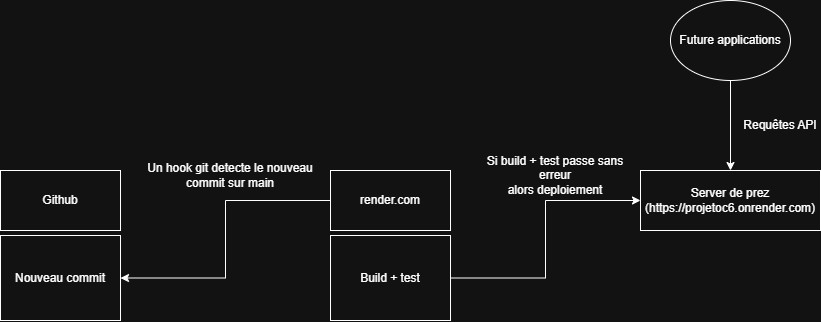 Future applications
Requêtes API
Un hook git detecte le nouveau
commit sur main
Si build + test passe sans
erreur
alors deploiement
Github
render.com
Server de prez
(https://projetoc6.onrender.com)
Nouveau commit
Build + test